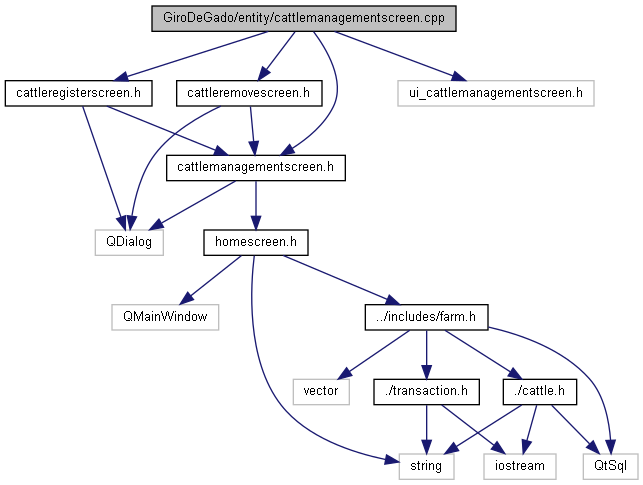 GiroDeGado/entity/cattlemanagementscreen.cpp
cattleregisterscreen.h
cattleremovescreen.h
ui_cattlemanagementscreen.h
cattlemanagementscreen.h
QDialog
homescreen.h
QMainWindow
../includes/farm.h
vector
./transaction.h
./cattle.h
string
iostream
QtSql